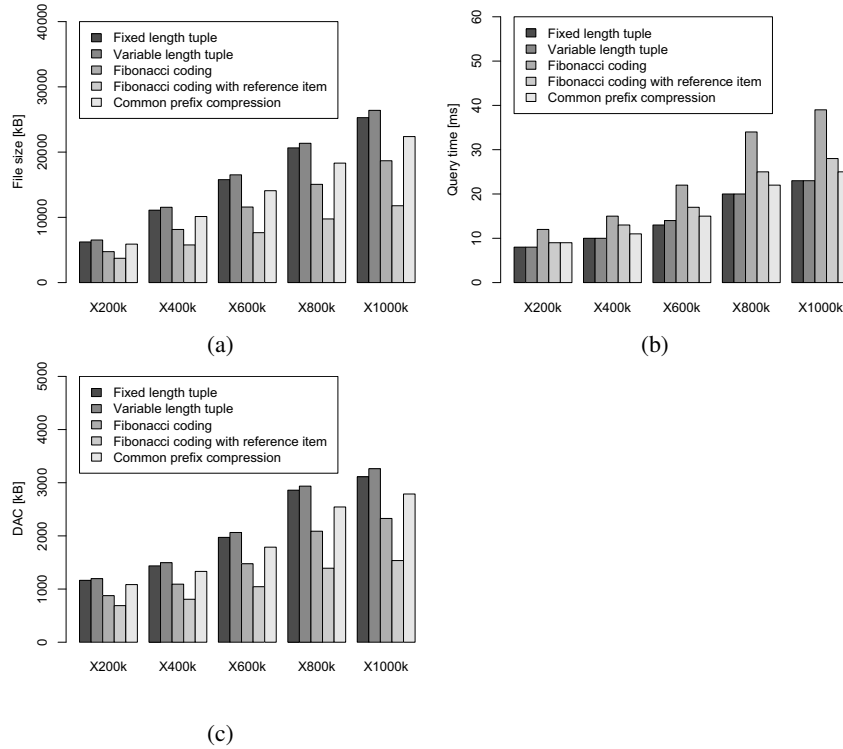 File size [kB]
0
10000
20000
30000
40000
Fixed length tuple
Variable length tuple
Fibonacci coding
Fibonacci coding with reference item
Common prefix compression
X200k X400k X600k X800k X1000k
(a)
Query time [ms]
0
10
20
30
40
50
60
Fixed length tuple
Variable length tuple
Fibonacci coding
Fibonacci coding with reference item
Common prefix compression
X200k X400k X600k X800k X1000k
(b)
DAC [kB]
0
1000
2000
3000
4000
5000
Fixed length tuple
Variable length tuple
Fibonacci coding
Fibonacci coding with reference item
Common prefix compression
X200k X400k X600k X800k X1000k
(c)